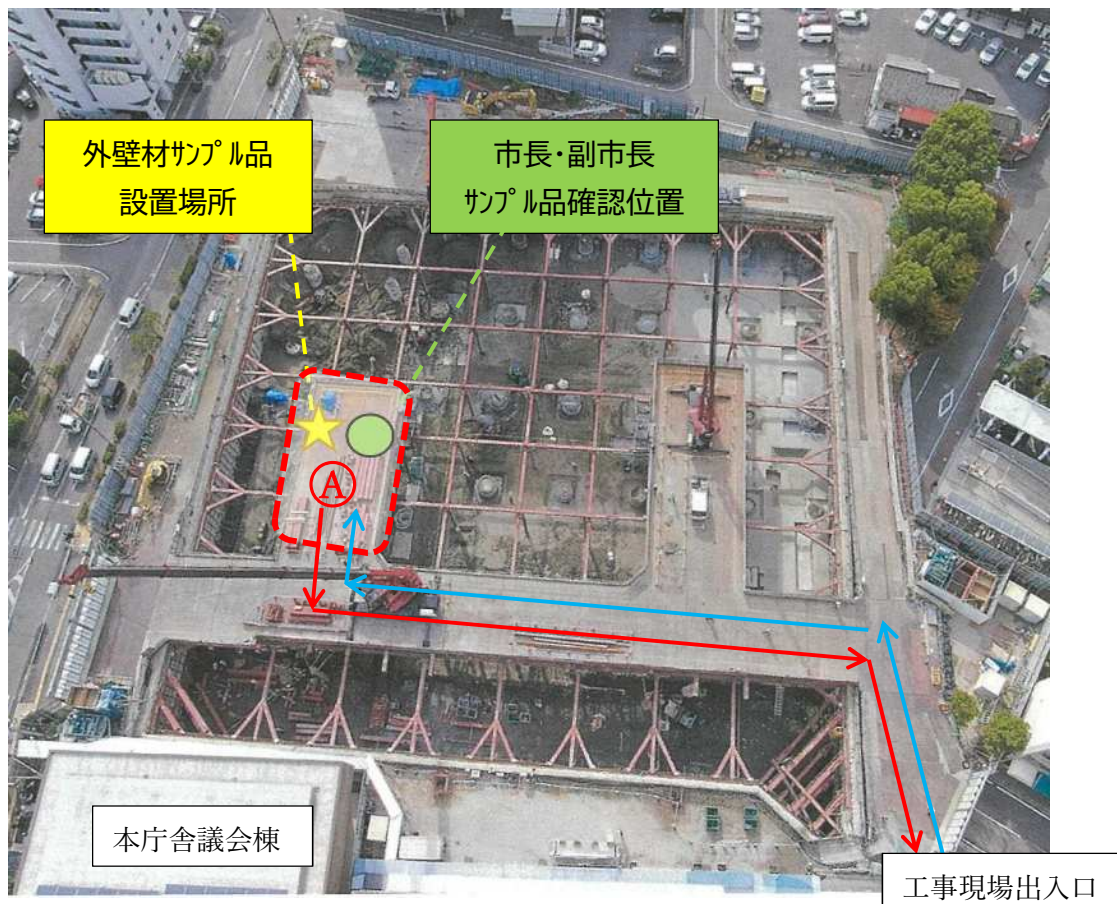 外壁材サンプル品
設置場所
市長・副市長
サンプル品確認位置
A
本庁舎議会棟
工事現場出入口